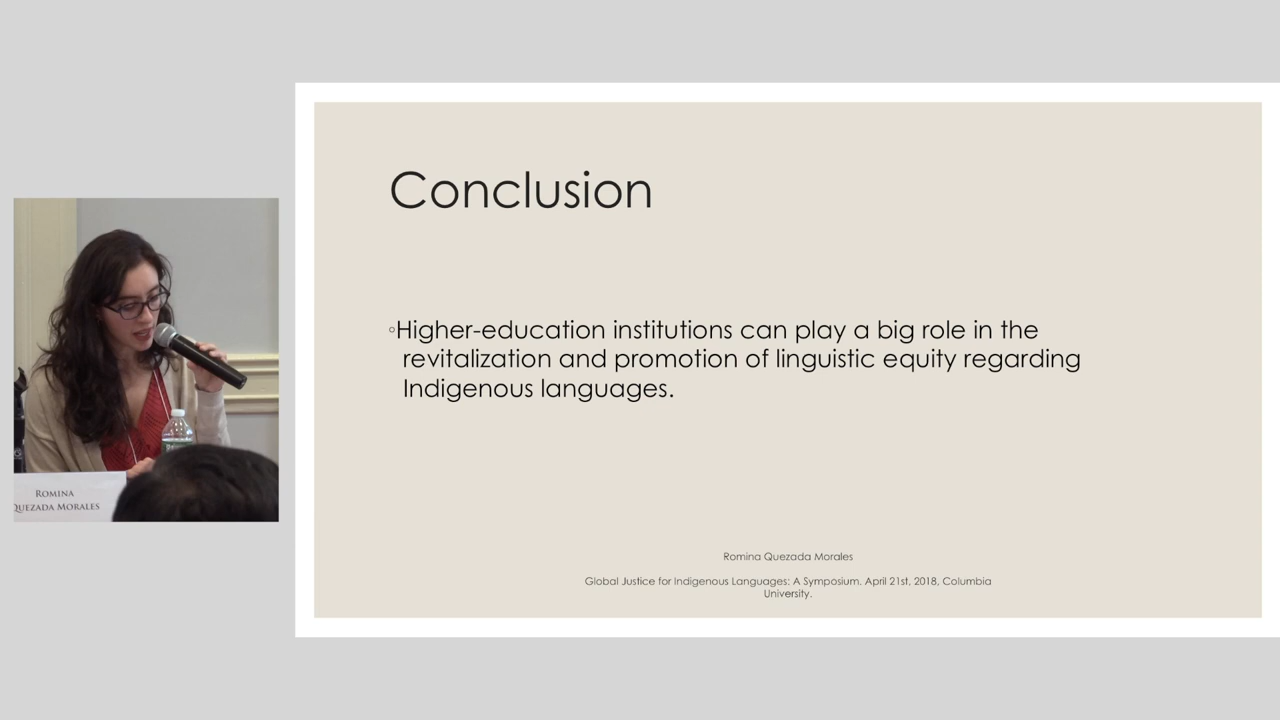 Conclusion
◦Higher-education institutions can play a big role in the
revitalization and promotion of linguistic equity regarding
Indigenous languages.
Romina Quezada Morales
Global Justice for Indigenous Languages: A Symposium. April 21st, 2018, Columbia
University.
ROMINA
QUEZADA MORALES